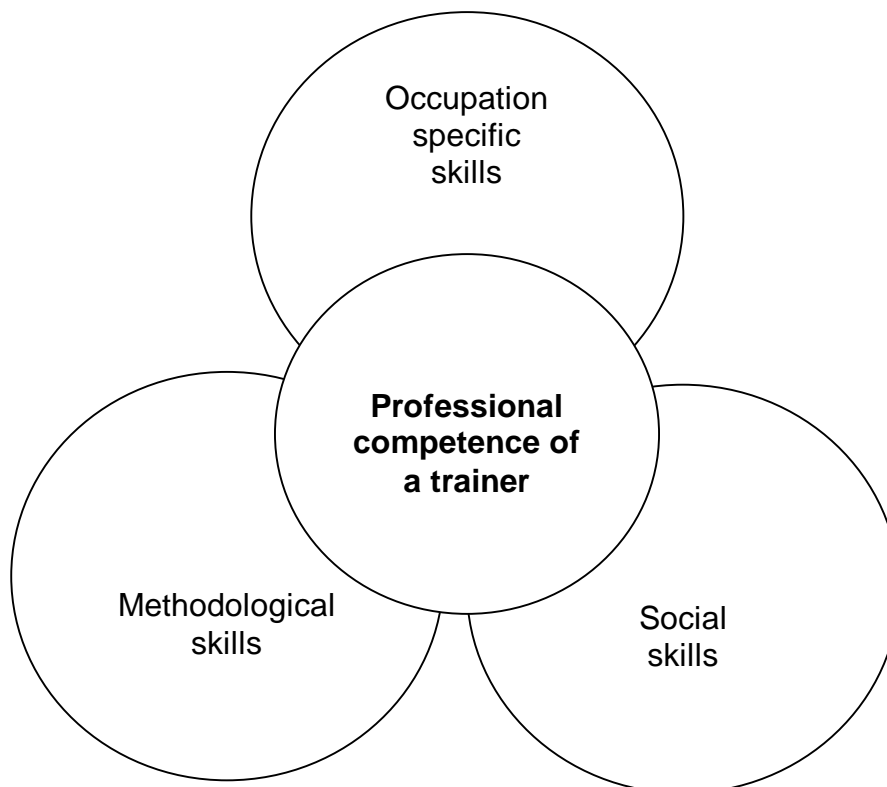 Occupation
specific
skills
Professional
competence of
a trainer
Methodological
skills
Social
skills